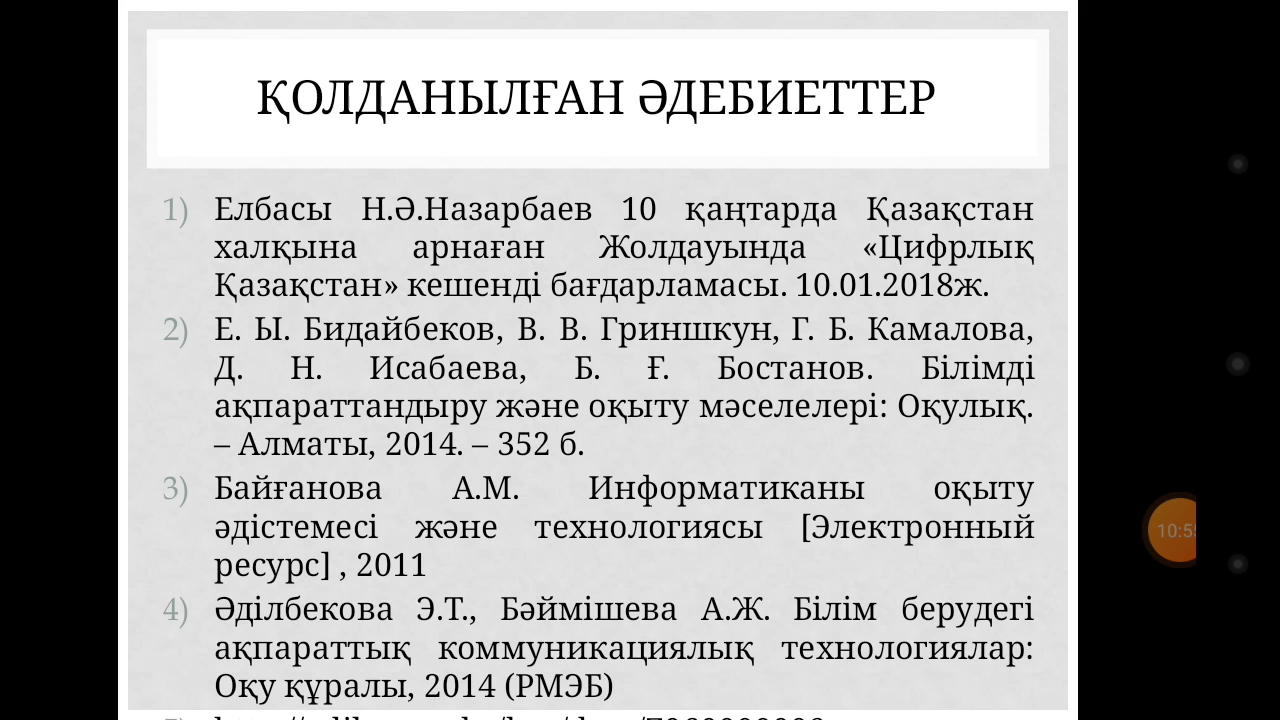 ҚОЛДАНЫЛҒАН ӘДЕБИЕТТЕР
1) Елбасы Н.Ә.Назарбаев 10 қаңтарда Қазақстан
халқына арнаған Жолдауында «Цифрлық
Қазақстан» кешенді бағдарламасы. 10.01.2018ж.
2) Е. Ы. Бидайбеков, В. В. Гриншкун, Г. Б. Камалова,
Д. Н. Исабаева, Б. Ғ. Бостанов. Білімді
ақпараттандыру және оқыту мәселелері: Оқулық.
– Алматы, 2014. – 352 б.
3) Байғанова А.М. Информатиканы оқыту
әдістемесі және технологиясы [Электронный
ресурс] , 2011
4) Әділбекова Э.Т., Бәймішева А.Ж. Білім берудегі
ақпараттық коммуникациялық технологиялар:
Оқу құралы, 2014 (РМЭБ)